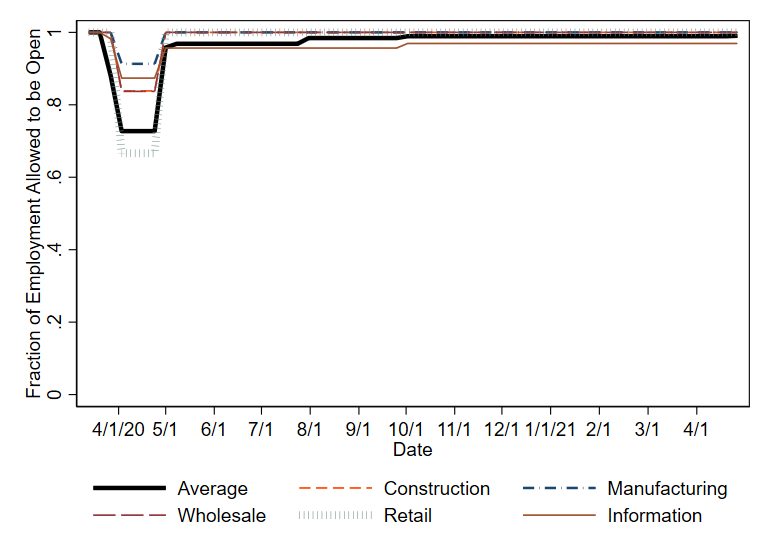 Fraction of Employment Allowed to be Open
1
.8
.6
.4
.2
0
4/1/20 5/1 6/1 7/1 8/1 9/1 10/1 11/1 12/1 1/1/21 2/1 3/1 4/1
Date
Average Construction Manufacturing
Wholesale Retail Information